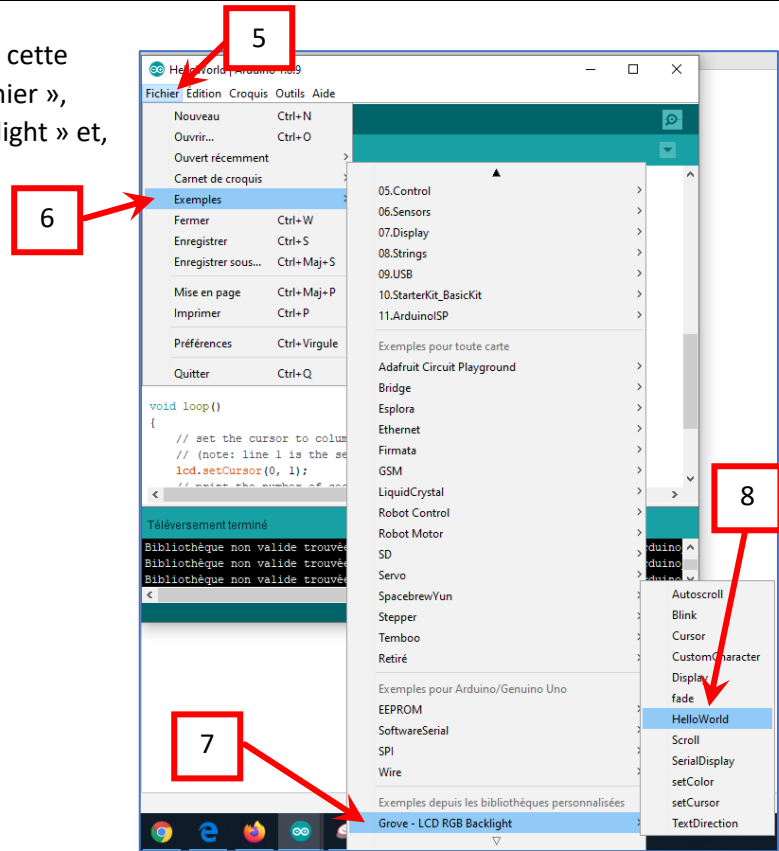 cette
nier »,
light » et,
5
6
7
8
HelloWorld | Arduino 1.8.9
Fichier Édition Croquis Outils Aide
Nouveau Ctrl+N
Ouvrir... Ctrl+O
Ouvert récemment
Carnet de croquis
Exemples
Fermer Ctrl+W
Enregistrer Ctrl+S
Enregistrer sous... Ctrl+Maj+S
Mise en page Ctrl+Maj+P
Imprimer Ctrl+P
Préférences Ctrl+Virgule
Quitter Ctrl+Q
05.Control
06.Sensors
07.Display
08.Strings
09.USB
10.StarterKit_BasicKit
11.ArduinoISP
Exemples pour toute carte
Adafruit Circuit Playground
Bridge
Esplora
Ethernet
Firmata
GSM
LiquidCrystal
Robot Control
Robot Motor
SD
Servo
SpacebrewYun
Stepper
Temboo
Retiré
Exemples pour Arduino/Genuino Uno
EEPROM
SoftwareSerial
SPI
Wire
Exemples depuis les bibliothèques personnalisées
Grove - LCD RGB Backlight
Autoscroll
Blink
Cursor
CustomCharacter
Display
fade
HelloWorld
Scroll
SerialDisplay
setColor
setCursor
TextDirection
void loop()
{
// set the cursor to colum
// (note: line 1 is the se
lcd.setCursor(0, 1);
// print the number of sec
Téléversement terminé
Bibliothèque non valide trouvée
Bibliothèque non valide trouvée
Bibliothèque non valide trouvée